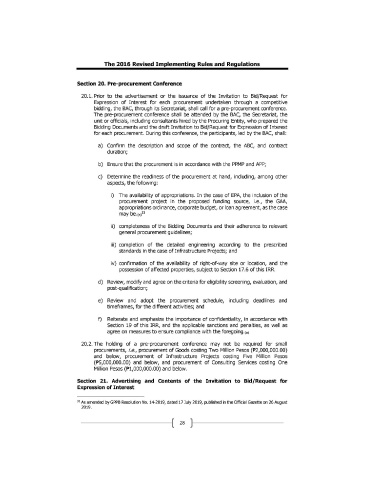 The 2016 Revised Implementing Rules and Regulations
Section 20. Pre-procurement Conference
20.1. Prior to the advertisement or the issuance of the Invitation to Bid/Request for
Expression of Interest for each procurement undertaken through a competitive
bidding, the BAC, through its Secretariat, shall call for a pre-procurement conference.
The pre-procurement conference shall be attended by the BAC, the Secretariat, the
unit or officials, including consultants hired by the Procuring Entity, who prepared the
Bidding Documents and the draft Invitation to Bid/Request for Expression of Interest
for each procurement. During this conference, the participants, led by the BAC, shall:
a) Confirm the description and scope of the contract, the ABC, and contract
duration;
b) Ensure that the procurement is in accordance with the PPMP and APP;
c) Determine the readiness of the procurement at hand, including, among other
aspects, the following:
i) The availability of appropriations. In the case of EPA, the inclusion of the
procurement project in the proposed funding source, i.e., the GAA,
appropriations ordinance, corporate budget, or loan agreement, as the case
may be.
ii) completeness of the Bidding Documents and their adherence to relevant
general procurement guidelines;
iii) completion of the detailed engineering according to the prescribed
standards in the case of Infrastructure Projects; and
iv) confirmation of the availability of right-of-way site or location, and the
possession of affected properties, subject to Section 17.6 of this IRR.
d) Review, modify and agree on the criteria for eligibility screening, evaluation, and
post-qualification;
e) Review and adopt the procurement schedule, including deadlines and
timeframes, for the different activities; and
f) Reiterate and emphasize the importance of confidentiality, in accordance with
Section 19 of this IRR, and the applicable sanctions and penalties, as well as
agree on measures to ensure compliance with the foregoing.
20.2. The holding of a pre-procurement conference may not be required for small
procurements, i.e., procurement of Goods costing Two Million Pesos (₱2,000,000.00)
and below, procurement of Infrastructure Projects costing Five Million Pesos
(₱5,000,000.00) and below, and procurement of Consulting Services costing One
Million Pesos (₱1,000,000.00) and below.
Section 21. Advertising and Contents of the Invitation to Bid/Request for
Expression of Interest
As amended by GPPB Resolution No. 14-2019, dated 17 July 2019, published in the Official Gazette on 26 August
2019.
28